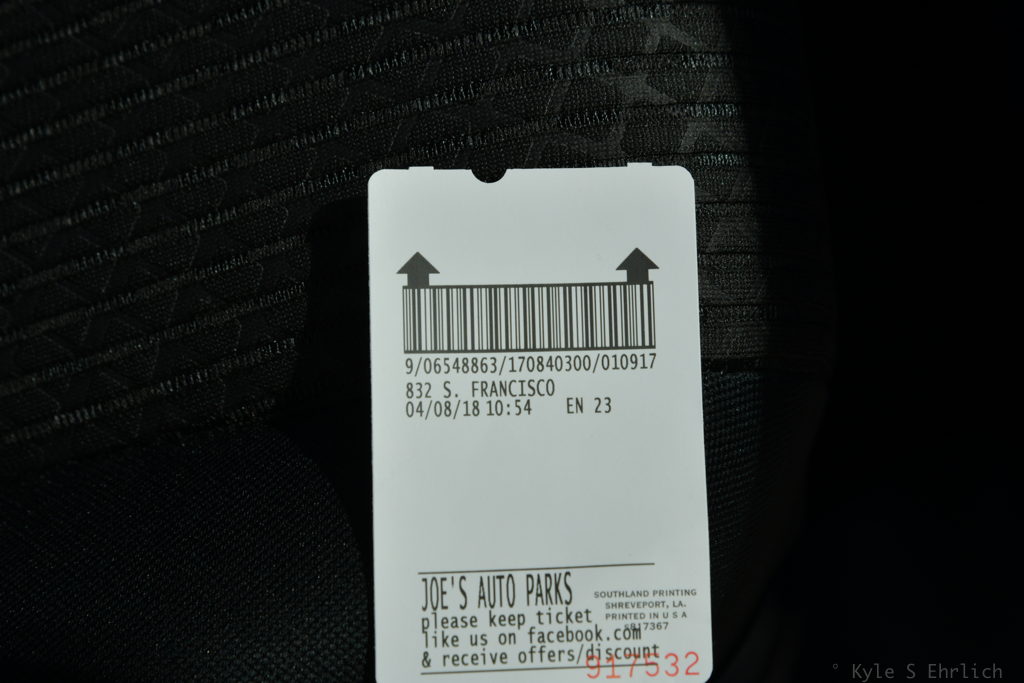 9/06548863/170840300/010917
832 S. FRANCISCO
04/08/18 10:54 EN 23
JOE'S AUTO PARKS
please keep ticket
like us on facebook.com
& receive offers/discount
SOUTHLAND PRINTING
SHREVEPORT, LA.
PRINTED IN U S A
s817367
917532
° Kyle S Ehrlich